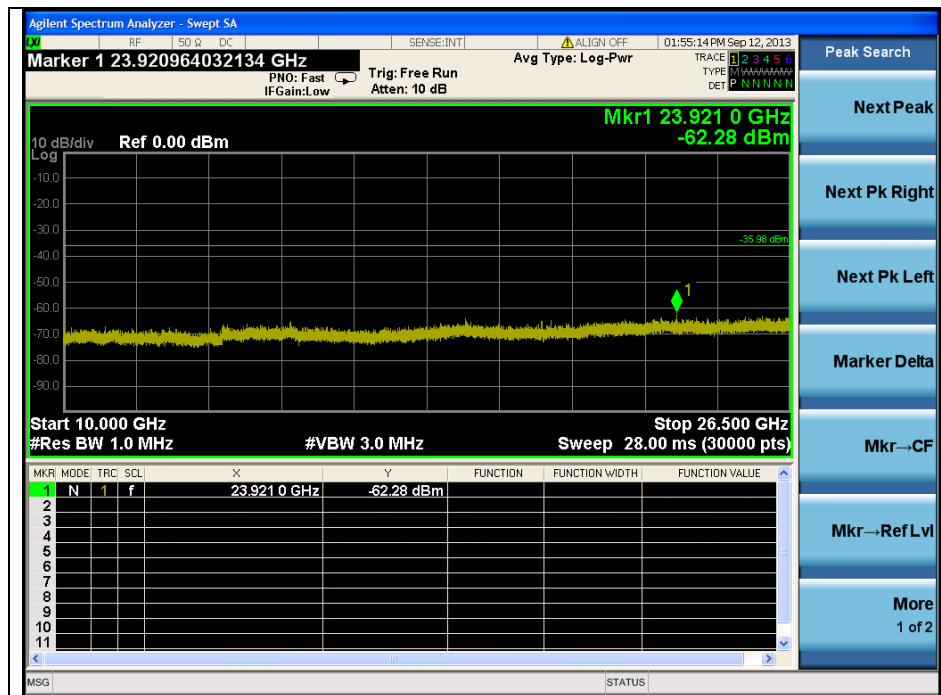 Agilent Spectrum Analyzer - Swept SA
LXI RF 50 Ω DC SENSE:INT ALIGN OFF 01:55:14 PM Sep 12, 2013
Marker 1 23.920964032134 GHz
PNO: Fast
IFGain:Low
Trig: Free Run
Atten: 10 dB
Avg Type: Log-Pwr
TRACE 1 2 3 4 5 6
TYPE M WWWWW
DET P N N N N N
Peak Search
Next Peak
Next Pk Right
Next Pk Left
Marker Delta
Mkr→CF
Mkr→Ref Lvl
More
1 of 2
Mkr1 23.921 0 GHz
-62.28 dBm
10 dB/div Ref 0.00 dBm
Log
-10.0
-20.0
-30.0
-35.98 dBm
-40.0
-50.0
1
-60.0
-70.0
-80.0
-90.0
Start 10.000 GHz Stop 26.500 GHz
#Res BW 1.0 MHz #VBW 3.0 MHz Sweep 28.00 ms (30000 pts)
MKR MODE TRC SCL X Y FUNCTION FUNCTION WIDTH FUNCTION VALUE
1 N 1 f 23.921 0 GHz -62.28 dBm
2
3
4
5
6
7
8
9
10
11
MSG STATUS